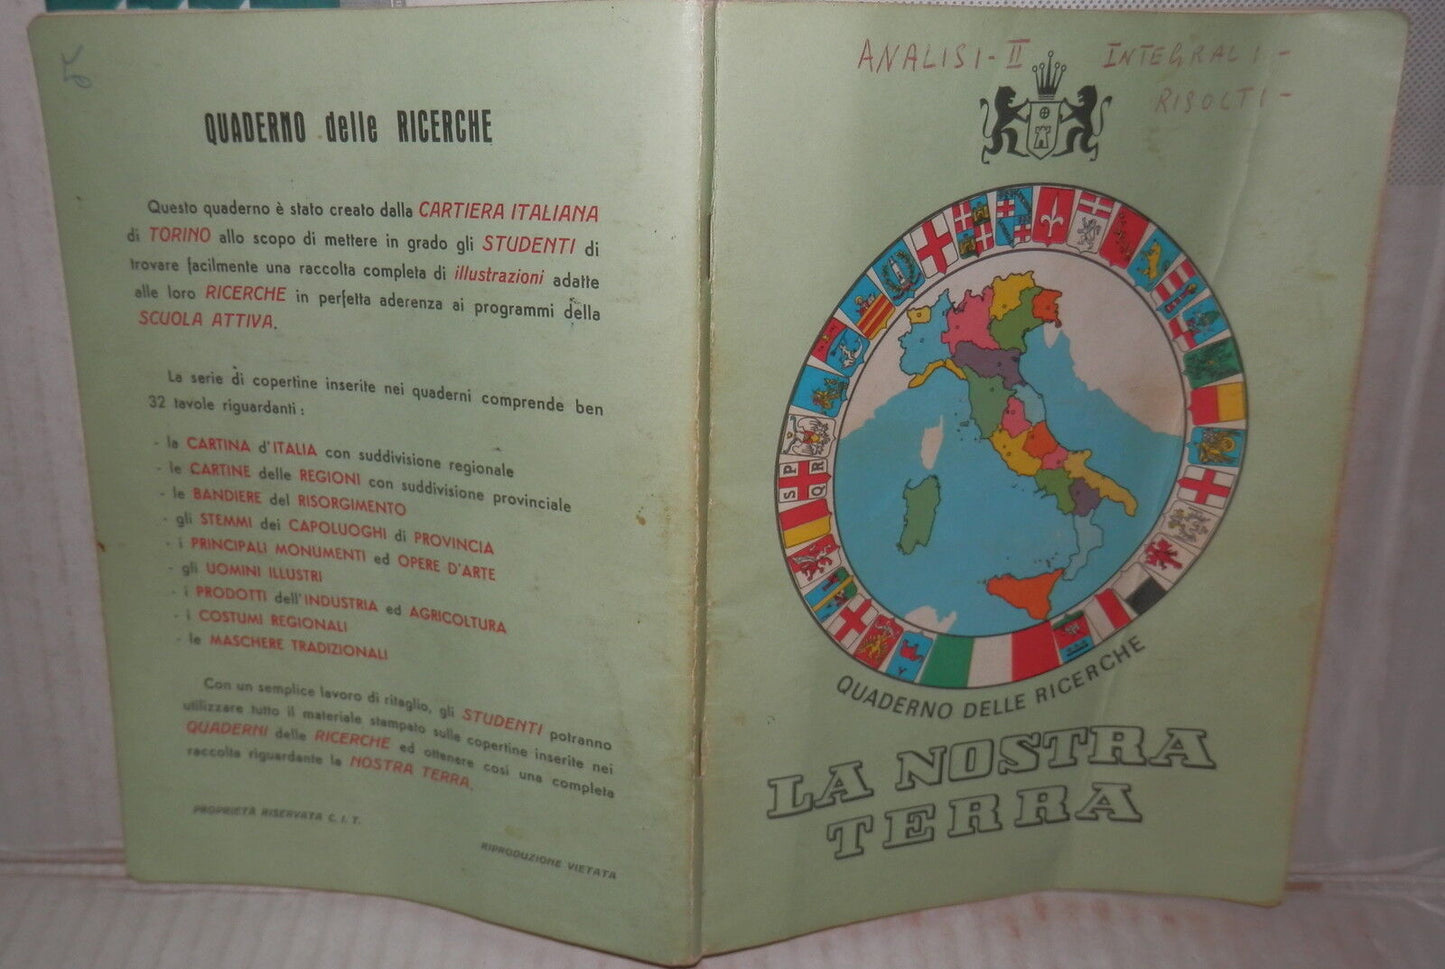 QUADERNO delle RICERCHE
Questo quaderno è stato creato dalla CARTIERA ITALIANA
di TORINO allo scopo di mettere in grado gli STUDENTI di
trovare facilmente una raccolta completa di illustrazioni adatte
alle loro RICERCHE in perfetta aderenza ai programmi della
SCUOLA ATTIVA.
La serie di copertine inserite nei quaderni comprende ben
32 tavole riguardanti:
- la CARTINA d'ITALIA con suddivisione regionale
- le CARTINE delle REGIONI con suddivisione provinciale
- le BANDIERE del RISORGIMENTO
- gli STEMMI dei CAPOLUOGHI di PROVINCIA
- i PRINCIPALI MONUMENTI ed OPERE D'ARTE
- gli UOMINI ILLUSTRI
- i PRODOTTI dell'INDUSTRIA ed AGRICOLTURA
- i COSTUMI REGIONALI
- le MASCHERE TRADIZIONALI
Con un semplice lavoro di ritaglio, gli STUDENTI potranno
utilizzare tutto il materiale stampato sulle copertine inserite nei
QUADERNI delle RICERCHE ed ottenere così una completa
raccolta riguardante la NOSTRA TERRA.
PROPRIETÀ RISERVATA C. I. T.
RIPRODUZIONE VIETATA
ANALISI - II INTEGRALI -
RISOLTI -
S P
Q R
QUADERNO DELLE RICERCHE
LA NOSTRA
TERRA